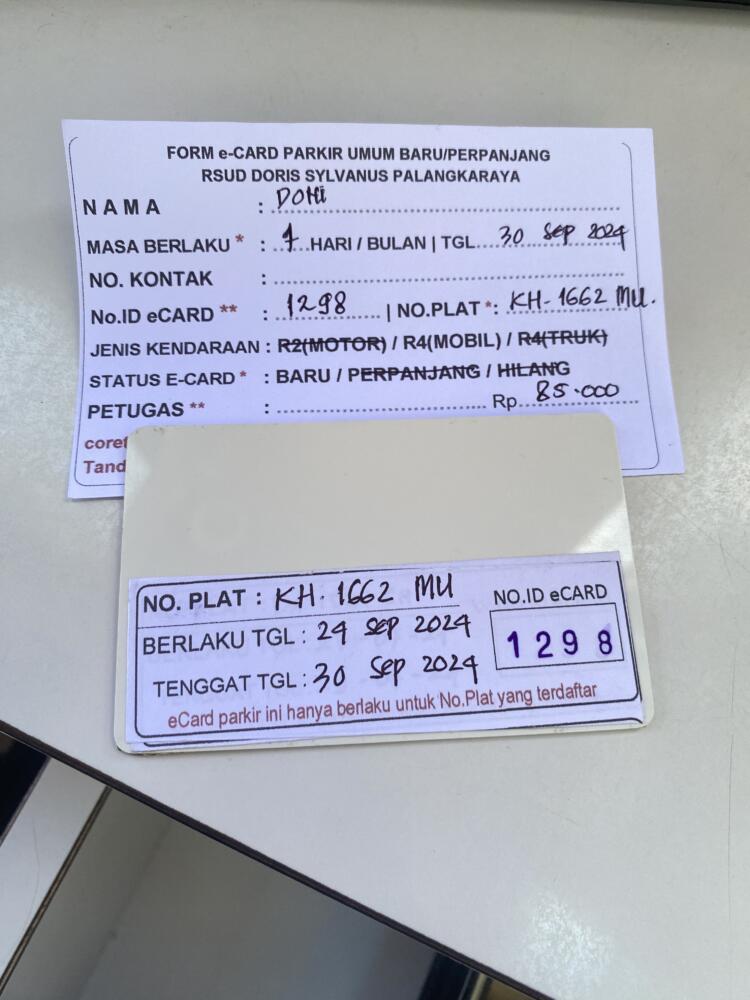 FORM e-CARD PARKIR UMUM BARU/PERPANJANG
RSUD DORIS SYLVANUS PALANGKARAYA
NAMA : DONI
MASA BERLAKU * : 7 HARI / BULAN | TGL. 30 SEP 2024
NO. KONTAK :
No.ID eCARD ** : 1298 | NO.PLAT *: KH-1662 MU.
JENIS KENDARAAN : R2(MOTOR) / R4(MOBIL) / R4(TRUK)
STATUS E-CARD * : BARU / PERPANJANG / HILANG
PETUGAS ** : Rp. 85.000
NO. PLAT : KH. 1662 MU
NO.ID eCARD
BERLAKU TGL : 24 SEP 2024
1298
TENGGAT TGL : 30 SEP 2024
eCard parkir ini hanya berlaku untuk No.Plat yang terdaftar